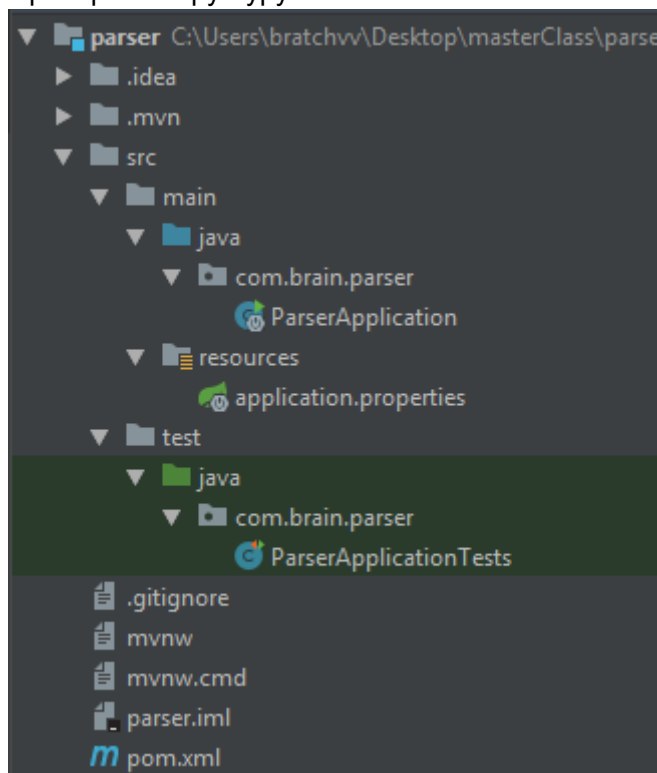 parser C:\Users\bratchvv\Desktop\masterClass\parse
.idea
.mvn
src
main
java
com.brain.parser
ParserApplication
resources
application.properties
test
java
com.brain.parser
ParserApplicationTests
.gitignore
mvnw
mvnw.cmd
parser.iml
pom.xml